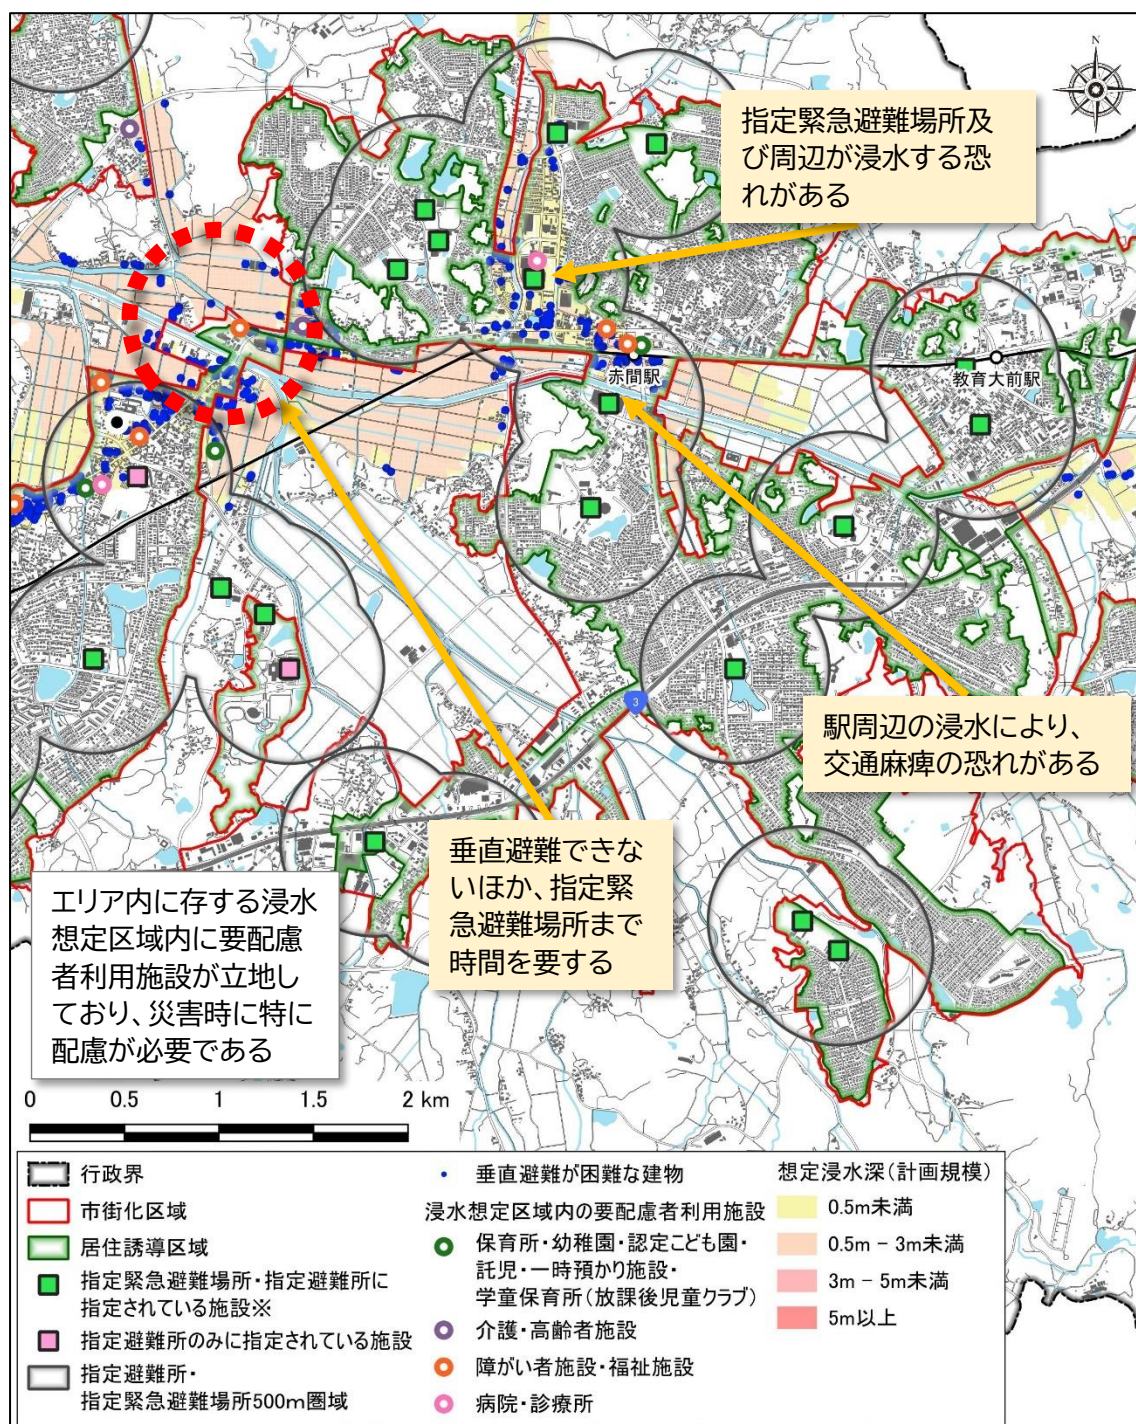 N
指定緊急避難場所及
び周辺が浸水する恐
れがある
赤間駅
教育大前駅
3
駅周辺の浸水により、
交通麻痺の恐れがある
垂直避難できな
いほか、指定緊
急避難場所まで
時間を要する
エリア内に存する浸水
想定区域内に要配慮
者利用施設が立地し
ており、災害時に特に
配慮が必要である
0 0.5 1 1.5 2 km
行政界
市街化区域
居住誘導区域
指定緊急避難場所・指定避難所に
指定されている施設※
指定避難所のみに指定されている施設
指定避難所・
指定緊急避難場所500m圏域
垂直避難が困難な建物
浸水想定区域内の要配慮者利用施設
保育所・幼稚園・認定こども園・
託児・一時預かり施設・
学童保育所（放課後児童クラブ）
介護・高齢者施設
障がい者施設・福祉施設
病院・診療所
想定浸水深（計画規模）
0.5m未満
0.5m － 3m未満
3m － 5m未満
5m以上